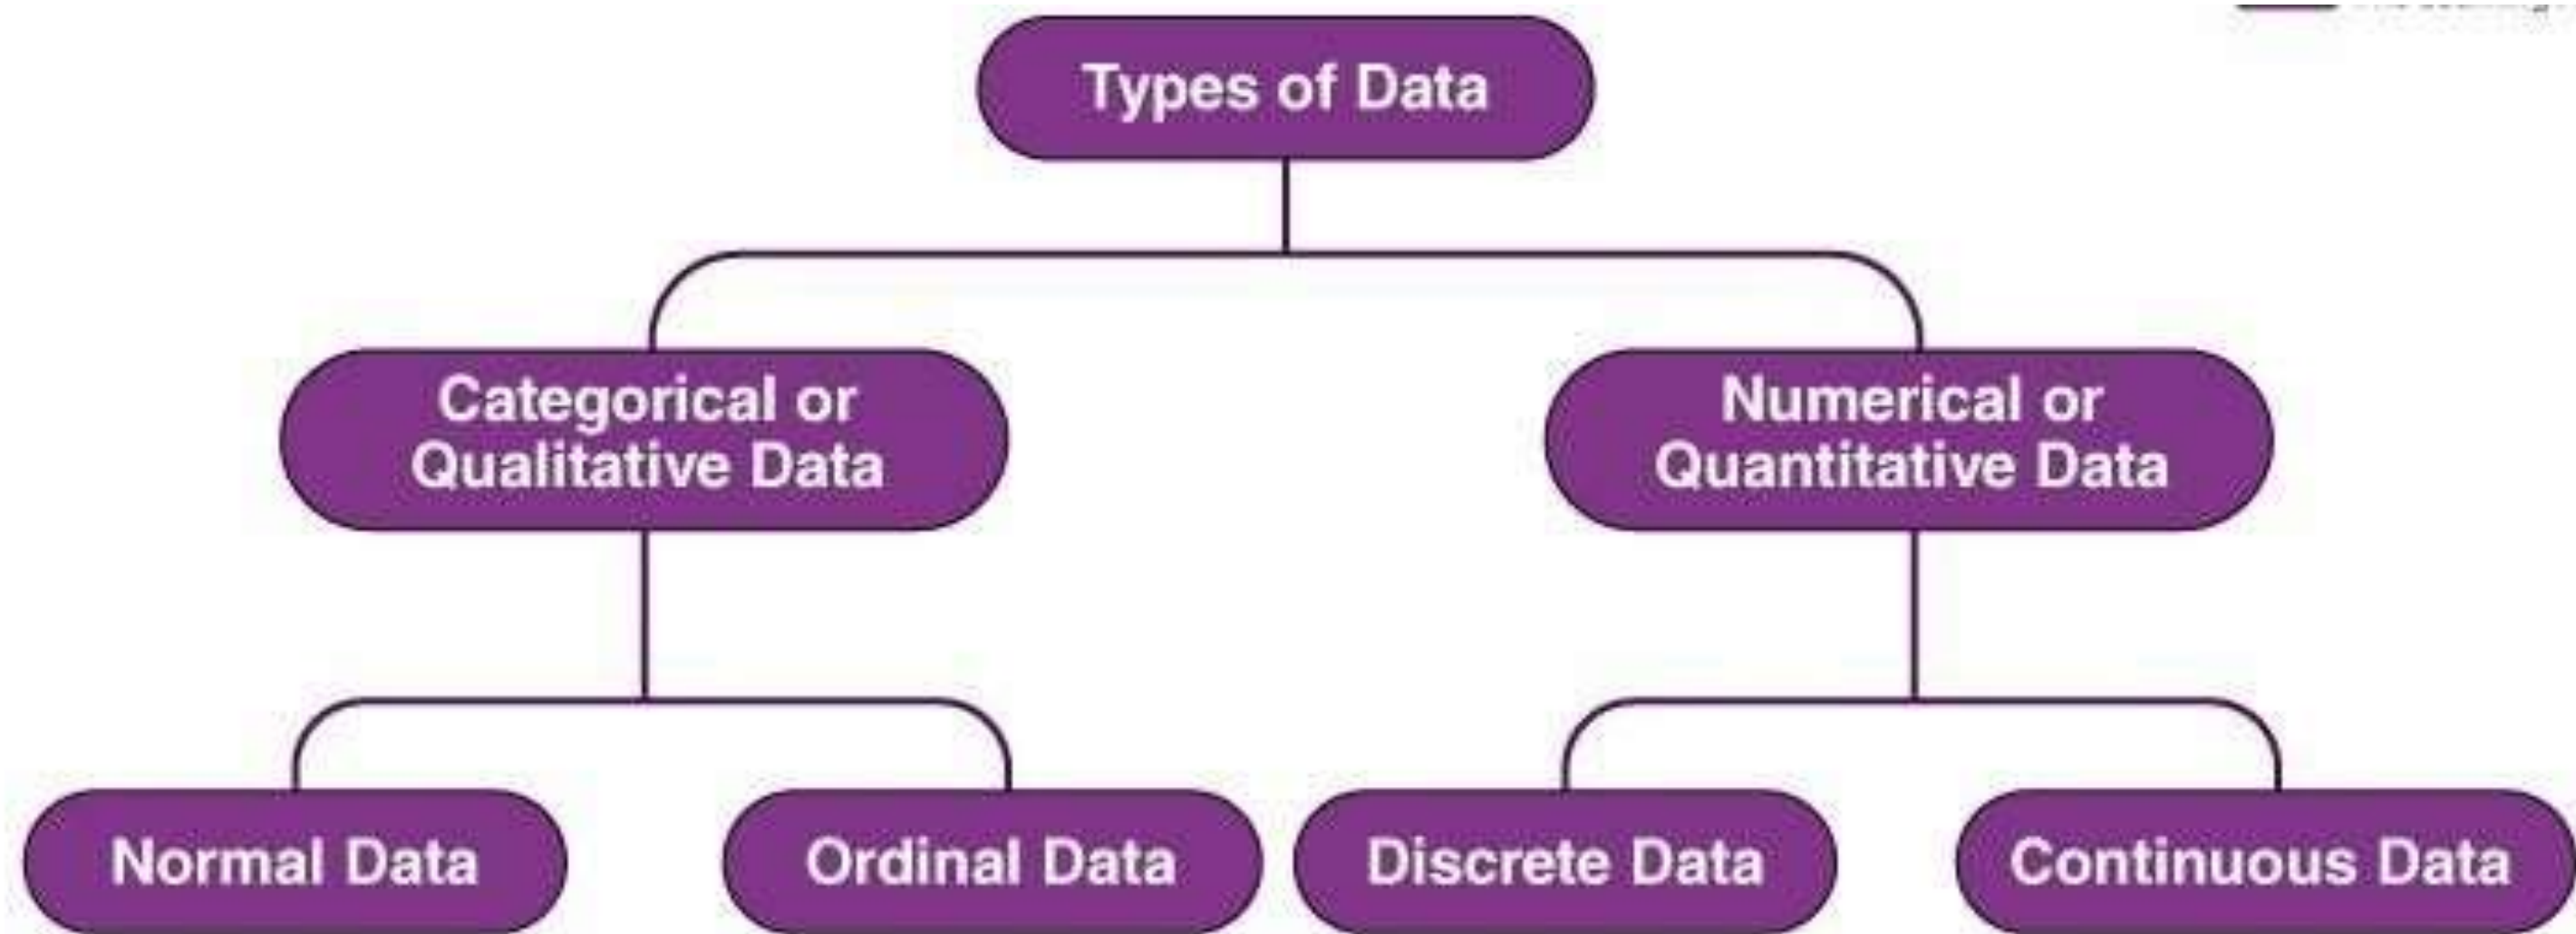 Types of Data
Categorical or
Qualitative Data
Numerical or
Quantitative Data
Normal Data
Ordinal Data
Discrete Data
Continuous Data